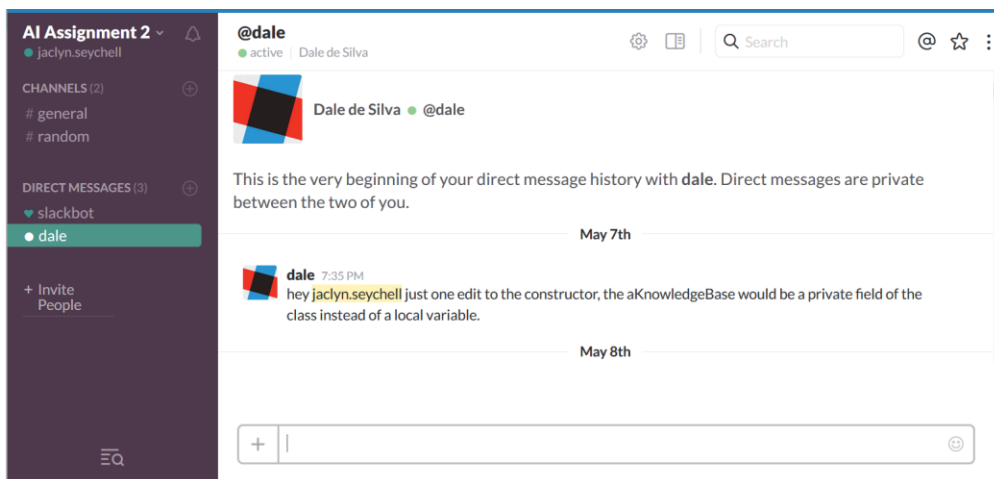 AI Assignment 2
jaclyn.seychell
CHANNELS (2)
# general
# random
DIRECT MESSAGES (3)
slackbot
dale
+ Invite
People
@dale
active | Dale de Silva
Search
Dale de Silva @dale
This is the very beginning of your direct message history with dale. Direct messages are private
between the two of you.
May 7th
dale 7:35 PM
hey jaclyn.seychell just one edit to the constructor, the aKnowledgeBase would be a private field of the
class instead of a local variable.
May 8th